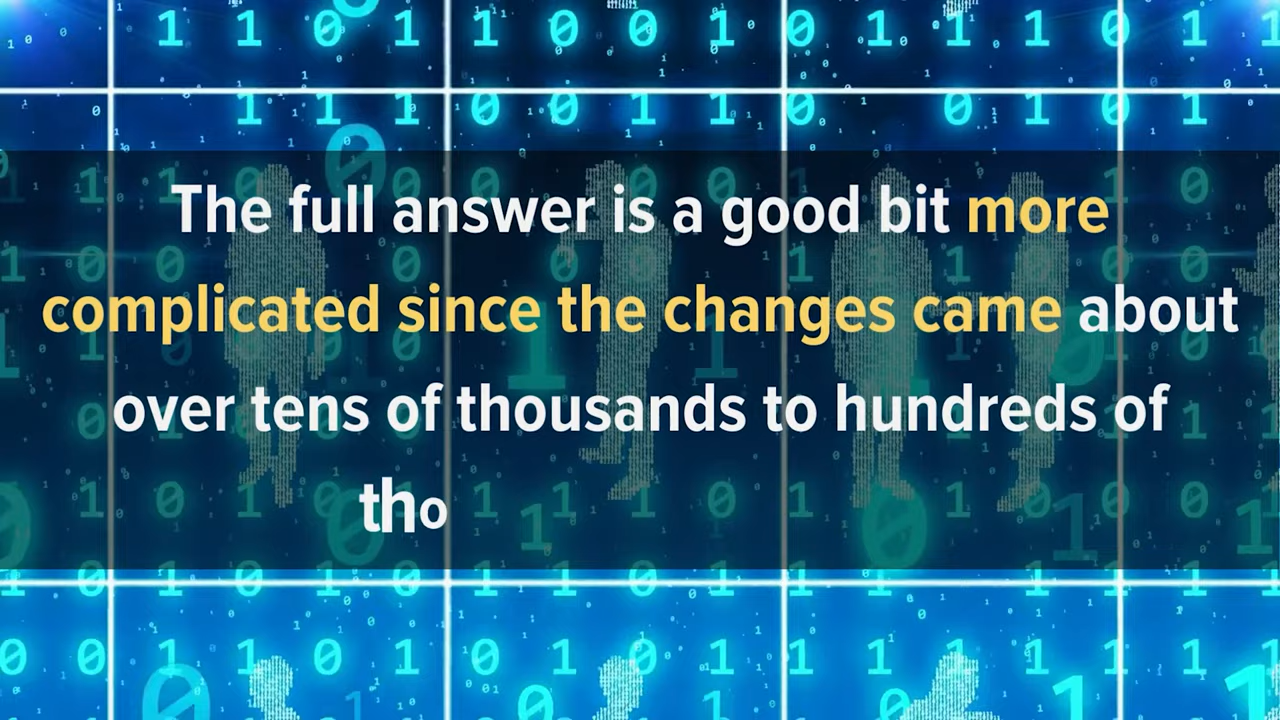 The full answer is a good bit more
complicated since the changes came about
over tens of thousands to hundreds of
tho